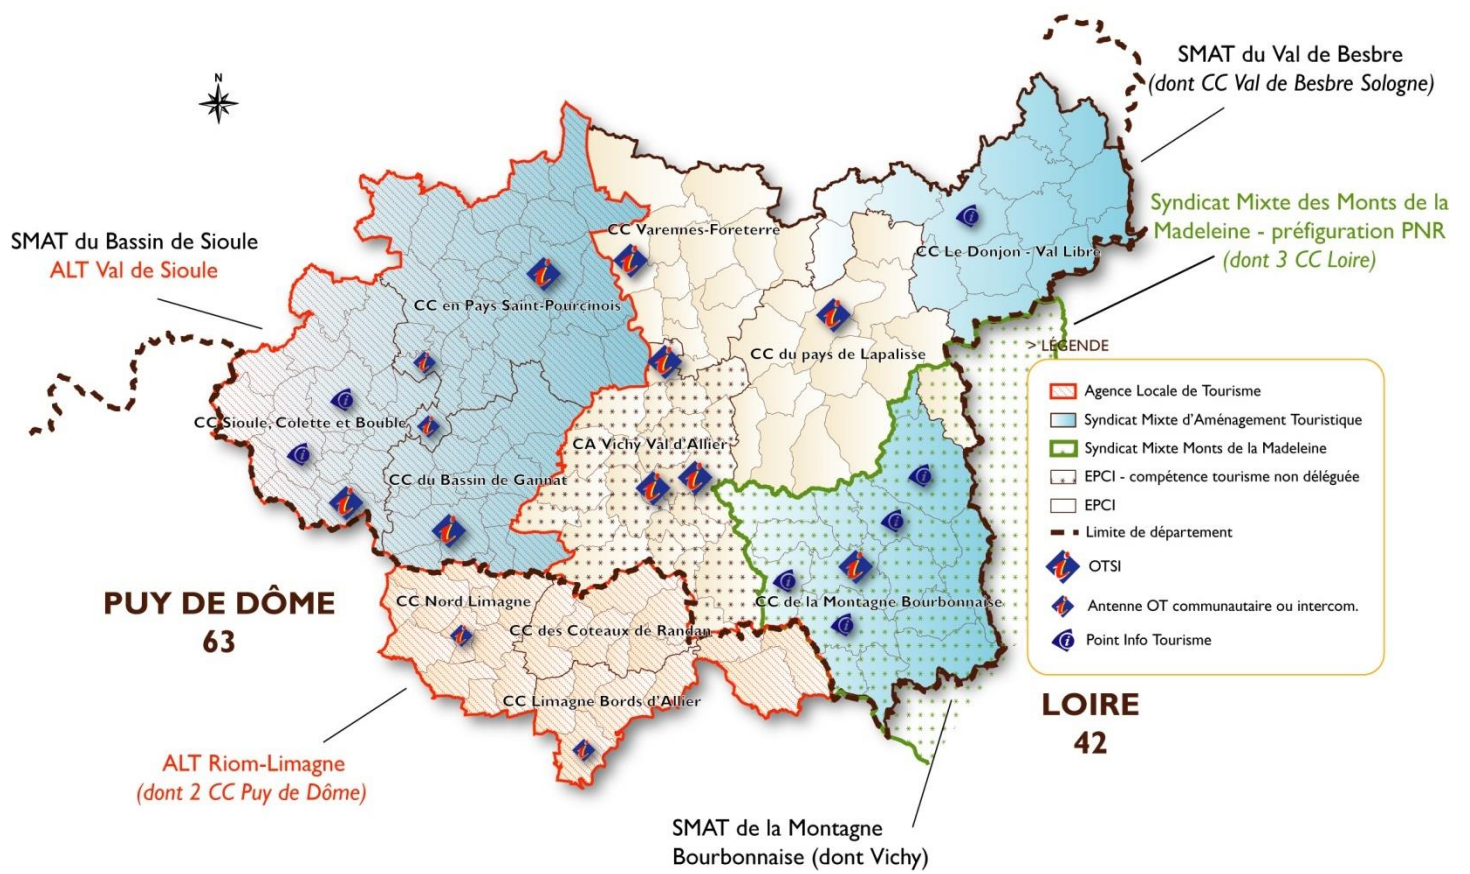 N
SMAT du Val de Besbre
(dont CC Val de Besbre Sologne)
Syndicat Mixte des Monts de la
Madeleine - préfiguration PNR
(dont 3 CC Loire)
SMAT du Bassin de Sioule
ALT Val de Sioule
CC Varennes-Foreterre
CC Le Donjon - Val Libre
CC en Pays Saint-Pourcinois
CC du pays de Lapalisse
CC Sioule, Colette et Bouble
CA Vichy Val d'Allier
CC du Bassin de Gannat
CC Nord Limagne
CC des Coteaux de Randan
CC de la Montagne Bourbonnaise
CC Limagne Bords d'Allier
> LÉGENDE
Agence Locale de Tourisme
Syndicat Mixte d'Aménagement Touristique
Syndicat Mixte Monts de la Madeleine
EPCI - compétence tourisme non déléguée
EPCI
Limite de département
OTSI
Antenne OT communautaire ou intercom.
Point Info Tourisme
PUY DE DÔME
63
LOIRE
42
ALT Riom-Limagne
(dont 2 CC Puy de Dôme)
SMAT de la Montagne
Bourbonnaise (dont Vichy)